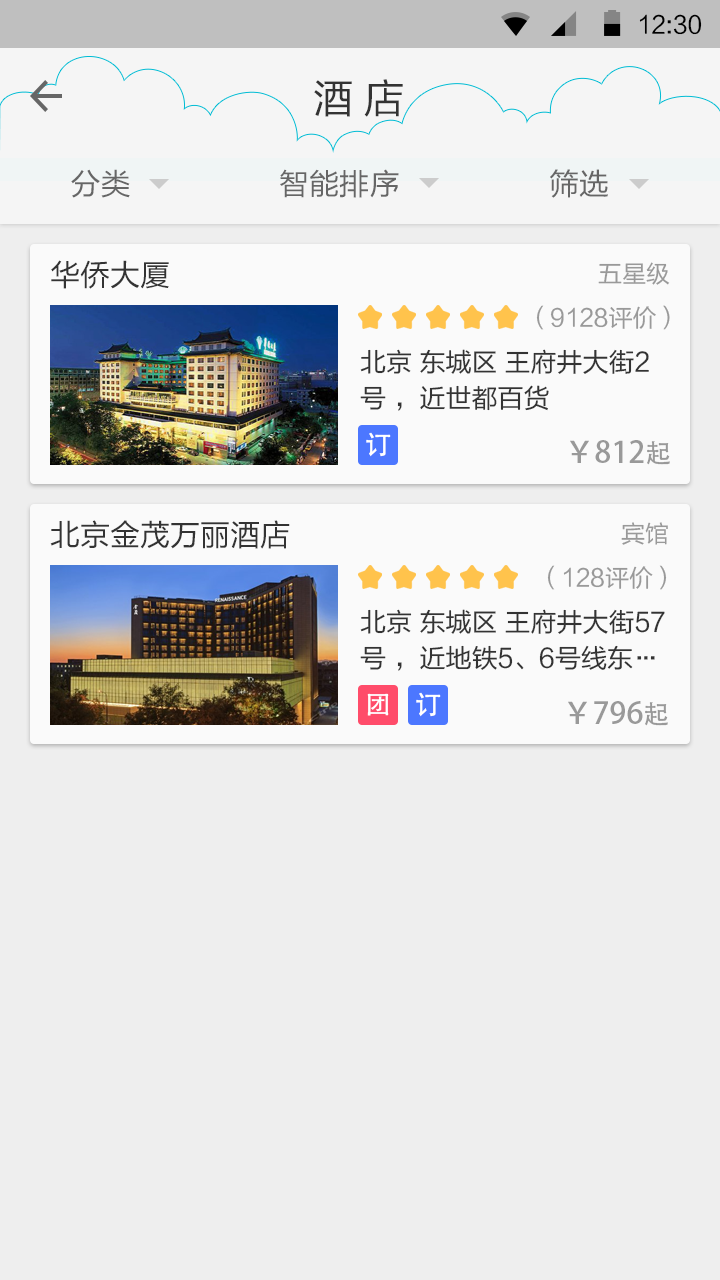 12:30
酒店
分类
智能排序
筛选
华侨大厦
五星级
（9128评价）
北京 东城区 王府井大街2
号，近世都百货
订
￥812起
北京金茂万丽酒店
宾馆
RENAISSANCE
（128评价）
北京 东城区 王府井大街57
号，近地铁5、6号线东…
团
订
￥796起